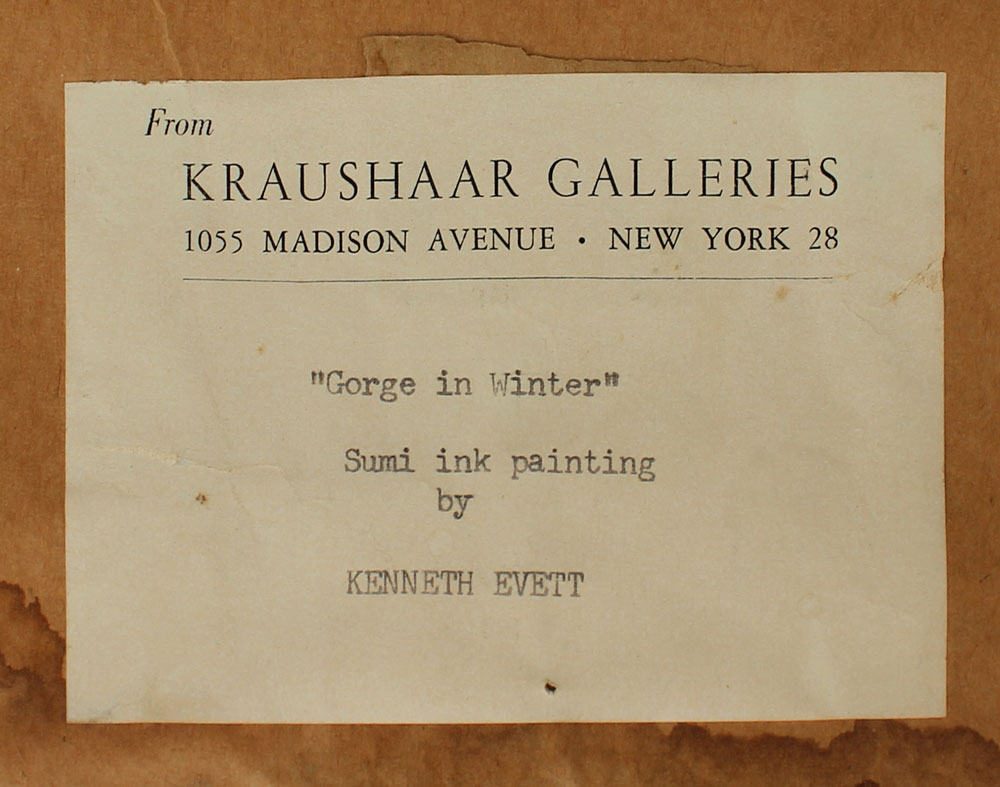 From
KRAUSHAAR GALLERIES
1055 MADISON AVENUE • NEW YORK 28
"Gorge in Winter"
Sumi ink painting
by
KENNETH EVETT